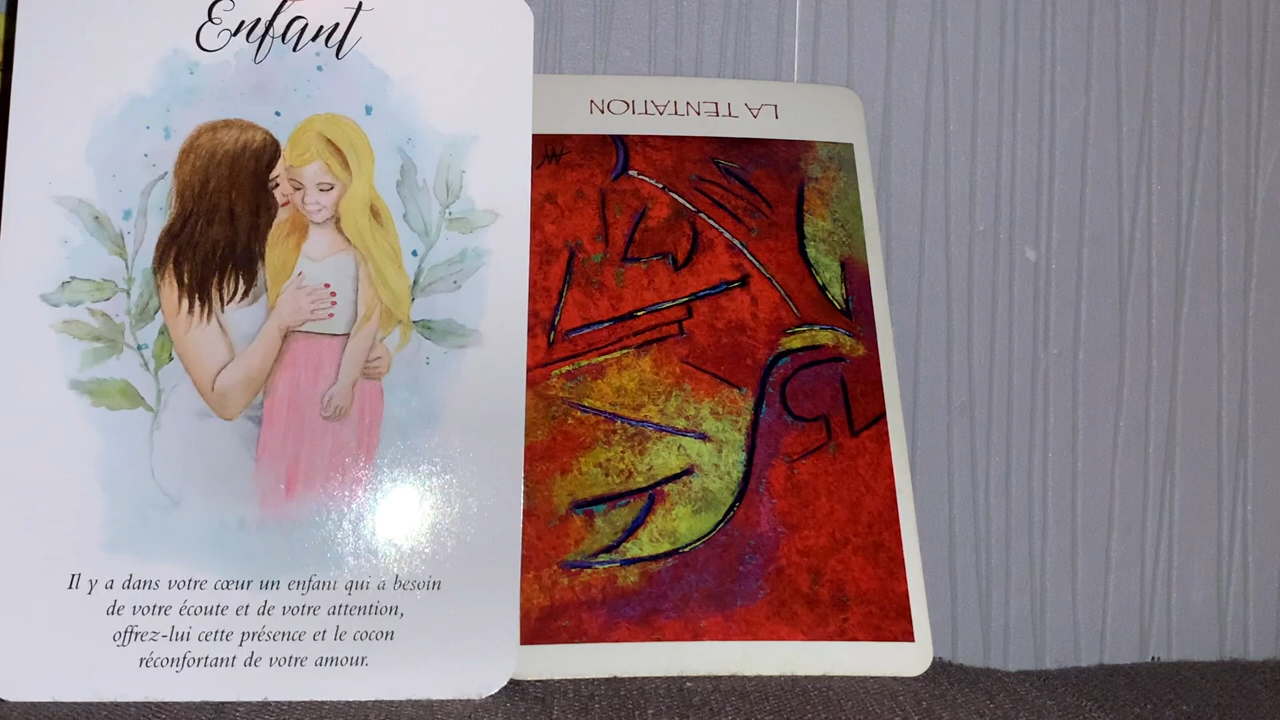 Enfant
Il y a dans votre cœur un enfant qui a besoin
de votre écoute et de votre attention,
offrez-lui cette présence et le cocon
réconfortant de votre amour.
LA TENTATION
15